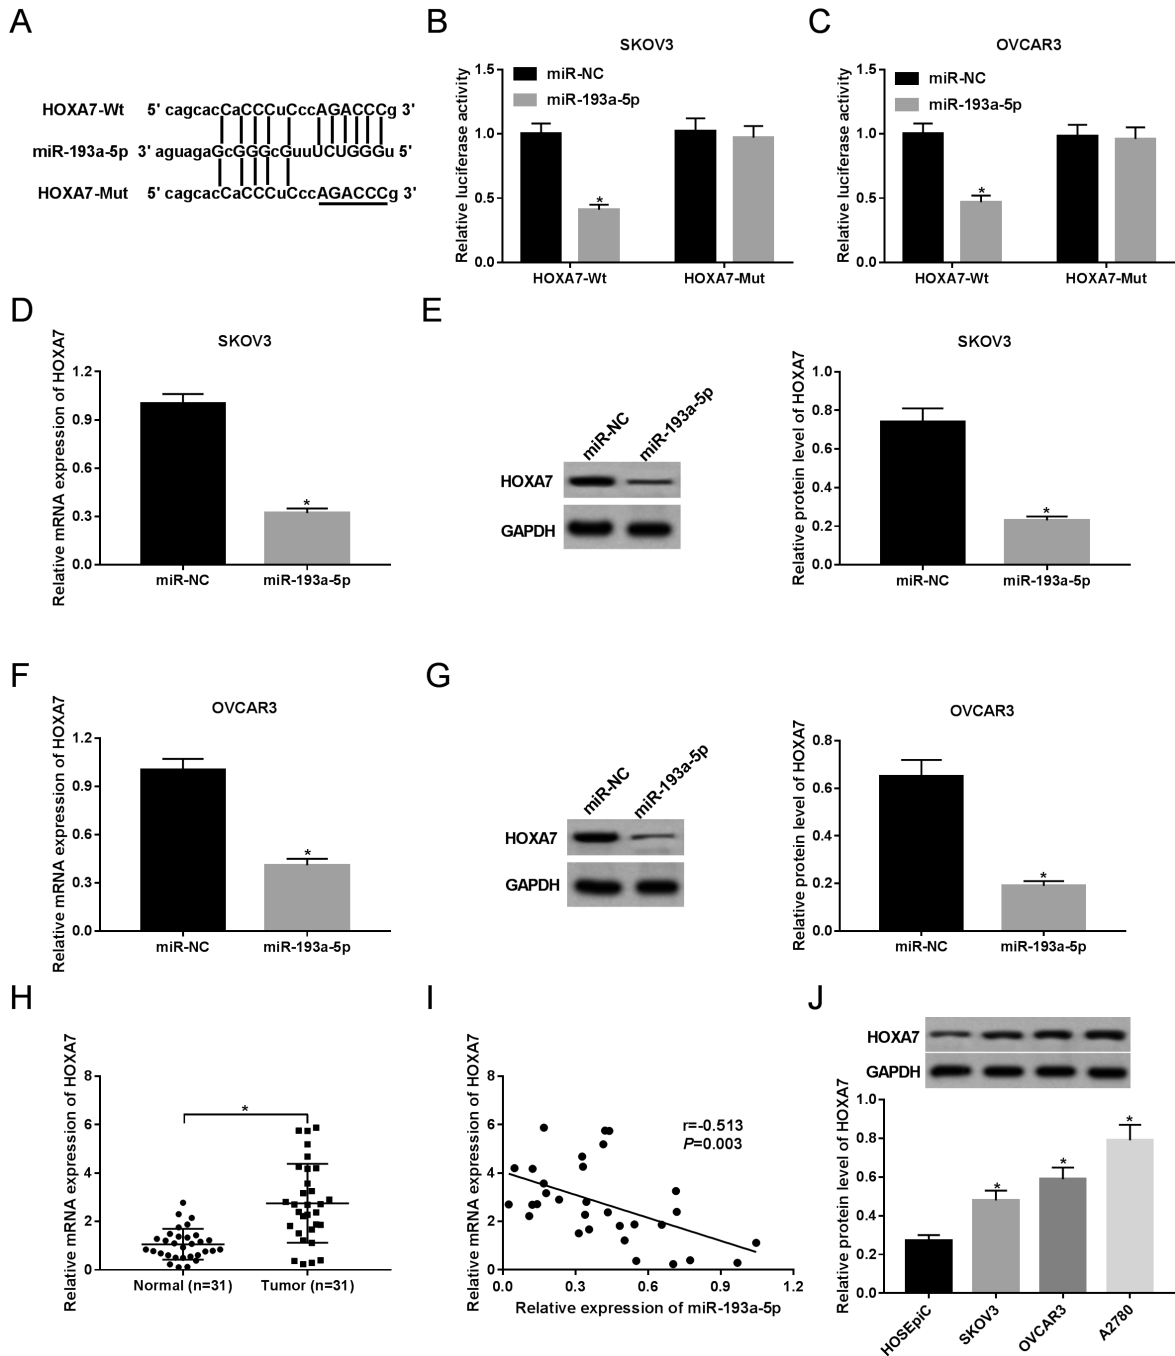 A
HOXA7-Wt 5' cagcacCaCCCuCccAGACCCg 3'
miR-193a-5p 3' aguagaGcGGGcGuuUCUGGGu 5'
HOXA7-Mut 5' cagcacCaCCCuCccAGACCCg 3'
B
SKOV3
Relative luciferase activity
1.5
1.0
0.5
0.0
miR-NC
miR-193a-5p
*
HOXA7-Wt HOXA7-Mut
C
OVCAR3
Relative luciferase activity
1.5
1.0
0.5
0.0
miR-NC
miR-193a-5p
*
HOXA7-Wt HOXA7-Mut
D
SKOV3
Relative mRNA expression of HOXA7
1.2
0.9
0.6
0.3
0.0
*
miR-NC miR-193a-5p
E
miR-NC miR-193a-5p
HOXA7
GAPDH
SKOV3
Relative protein level of HOXA7
1.0
0.8
0.6
0.4
0.2
0.0
*
miR-NC miR-193a-5p
F
OVCAR3
Relative mRNA expression of HOXA7
1.2
0.9
0.6
0.3
0.0
*
miR-NC miR-193a-5p
G
miR-NC miR-193a-5p
HOXA7
GAPDH
OVCAR3
Relative protein level of HOXA7
0.8
0.6
0.4
0.2
0.0
*
miR-NC miR-193a-5p
H
Relative mRNA expression of HOXA7
8
6
4
2
0
*
Normal (n=31) Tumor (n=31)
I
Relative mRNA expression of HOXA7
8
6
4
2
0
r=-0.513
P=0.003
0.0 0.3 0.6 0.9 1.2
Relative expression of miR-193a-5p
J
HOXA7
GAPDH
Relative protein level of HOXA7
1.0
0.8
0.6
0.4
0.2
0.0
*
*
*
HOSEpiC SKOV3 OVCAR3 A2780